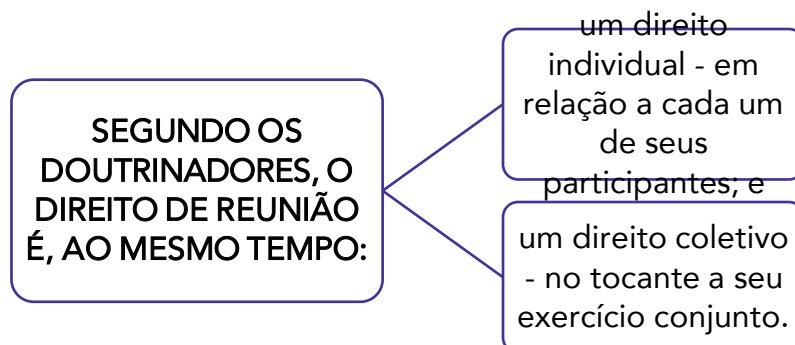 SEGUNDO OS
DOUTRINADORES, O
DIREITO DE REUNIÃO
É, AO MESMO TEMPO:
um direito
individual - em
relação a cada um
de seus
participantes; e
um direito coletivo
- no tocante a seu
exercício conjunto.